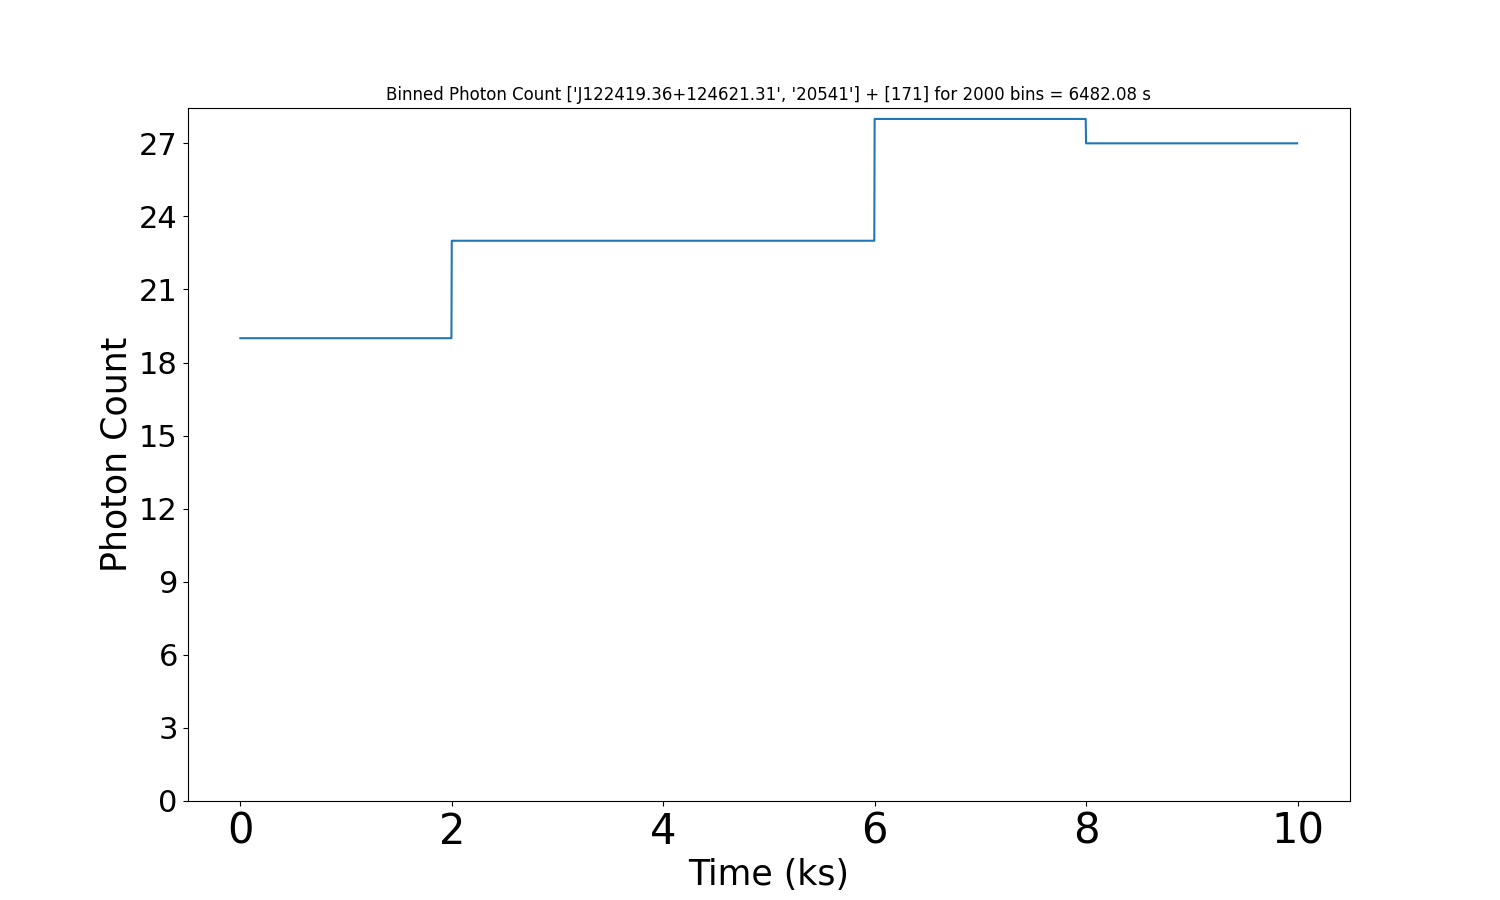 Binned Photon Count ['J122419.36+124621.31', '20541'] + [171] for 2000 bins = 6482.08 s
27
24
21
18
15
12
9
6
3
0
Photon Count
0 2 4 6 8 10
Time (ks)